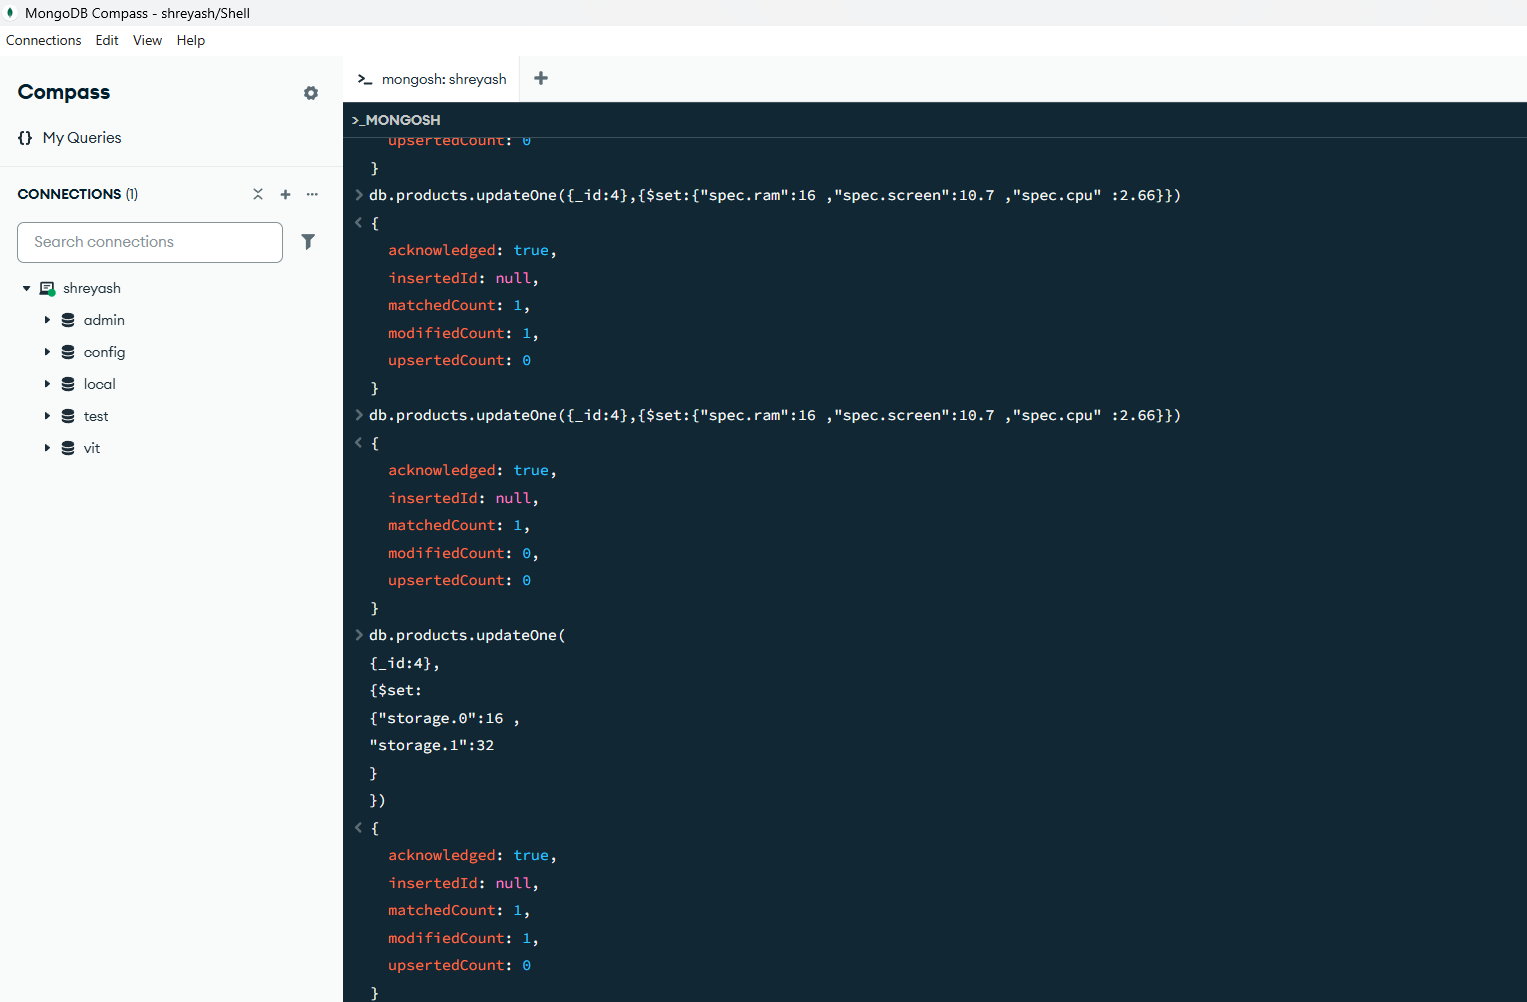 MongoDB Compass - shreyash/Shell
Connections Edit View Help
Compass
{} My Queries
CONNECTIONS (1)
Search connections
shreyash
admin
config
local
test
vit
>_ mongosh: shreyash +
>_MONGOSH
upsertedCount: 0
}
> db.products.updateOne({_id:4},{$set:{"spec.ram":16 ,"spec.screen":10.7 ,"spec.cpu" :2.66}})
< {
acknowledged: true,
insertedId: null,
matchedCount: 1,
modifiedCount: 1,
upsertedCount: 0
}
> db.products.updateOne({_id:4},{$set:{"spec.ram":16 ,"spec.screen":10.7 ,"spec.cpu" :2.66}})
< {
acknowledged: true,
insertedId: null,
matchedCount: 1,
modifiedCount: 0,
upsertedCount: 0
}
> db.products.updateOne(
{_id:4},
{$set:
{"storage.0":16 ,
"storage.1":32
}
})
< {
acknowledged: true,
insertedId: null,
matchedCount: 1,
modifiedCount: 1,
upsertedCount: 0
}